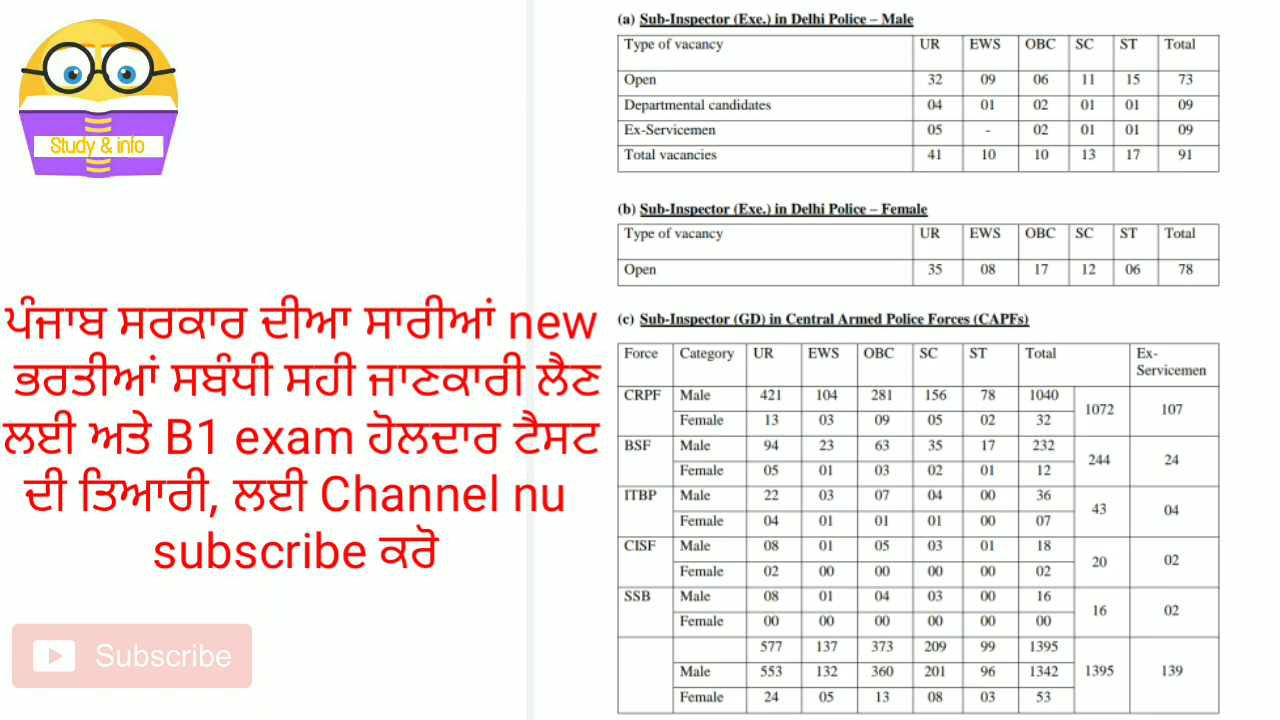 Study & info
ਪੰਜਾਬ ਸਰਕਾਰ ਦੀਆ ਸਾਰੀਆਂ new
ਭਰਤੀਆਂ ਸਬੰਧੀ ਸਹੀ ਜਾਣਕਾਰੀ ਲੈਣ
ਲਈ ਅਤੇ B1 exam ਹੋਲਦਾਰ ਟੈਸਟ
ਦੀ ਤਿਆਰੀ, ਲਈ Channel nu
subscribe ਕਰੋ
Subscribe
(a) Sub-Inspector (Exe.) in Delhi Police – Male
Type of vacancy UR EWS OBC SC ST Total
Open 32 09 06 11 15 73
Departmental candidates 04 01 02 01 01 09
Ex-Servicemen 05 - 02 01 01 09
Total vacancies 41 10 10 13 17 91
(b) Sub-Inspector (Exe.) in Delhi Police – Female
Type of vacancy UR EWS OBC SC ST Total
Open 35 08 17 12 06 78
(c) Sub-Inspector (GD) in Central Armed Police Forces (CAPFs)
Force Category UR EWS OBC SC ST Total Ex-
Servicemen
CRPF Male 421 104 281 156 78 1040
1072 107
Female 13 03 09 05 02 32
BSF Male 94 23 63 35 17 232
244 24
Female 05 01 03 02 01 12
ITBP Male 22 03 07 04 00 36
43 04
Female 04 01 01 01 00 07
CISF Male 08 01 05 03 01 18
20 02
Female 02 00 00 00 00 02
SSB Male 08 01 04 03 00 16
16 02
Female 00 00 00 00 00 00
577 137 373 209 99 1395
Male 553 132 360 201 96 1342 1395 139
Female 24 05 13 08 03 53